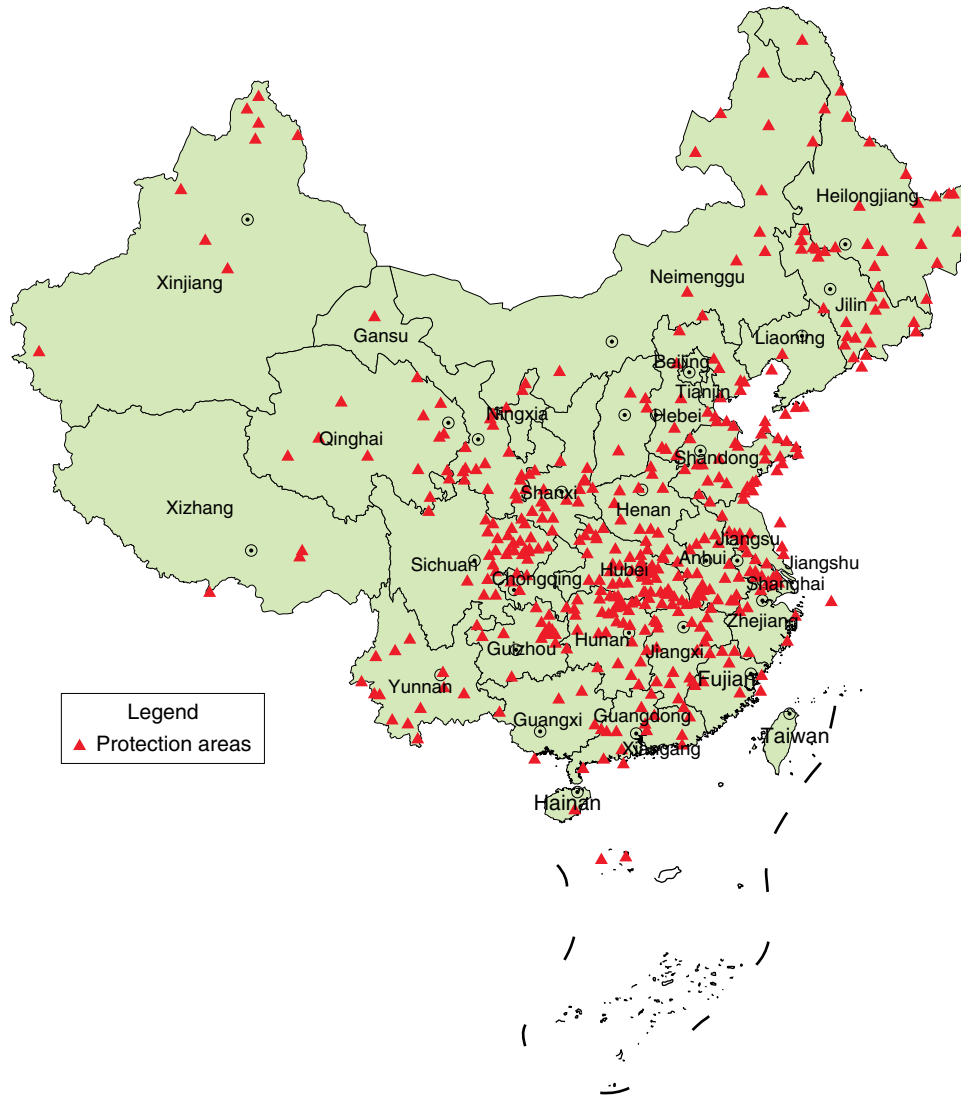 Heilongjiang
Neimenggu
Xinjiang
Jilin
Gansu
Liaoning
Beijing
Tianjin
Ningxia
Hebei
Qinghai
Shandong
Shanxi
Xizhang
Henan
Jiangsu
Anhui
Sichuan
Hubei
Jiangshu
Chongqing
Shanghai
Zhejiang
Hunan
Guizhou
Jiangxi
Fujian
Yunnan
Guangxi
Guangdong
Taiwan
Xianggang
Hainan
Legend
Protection areas